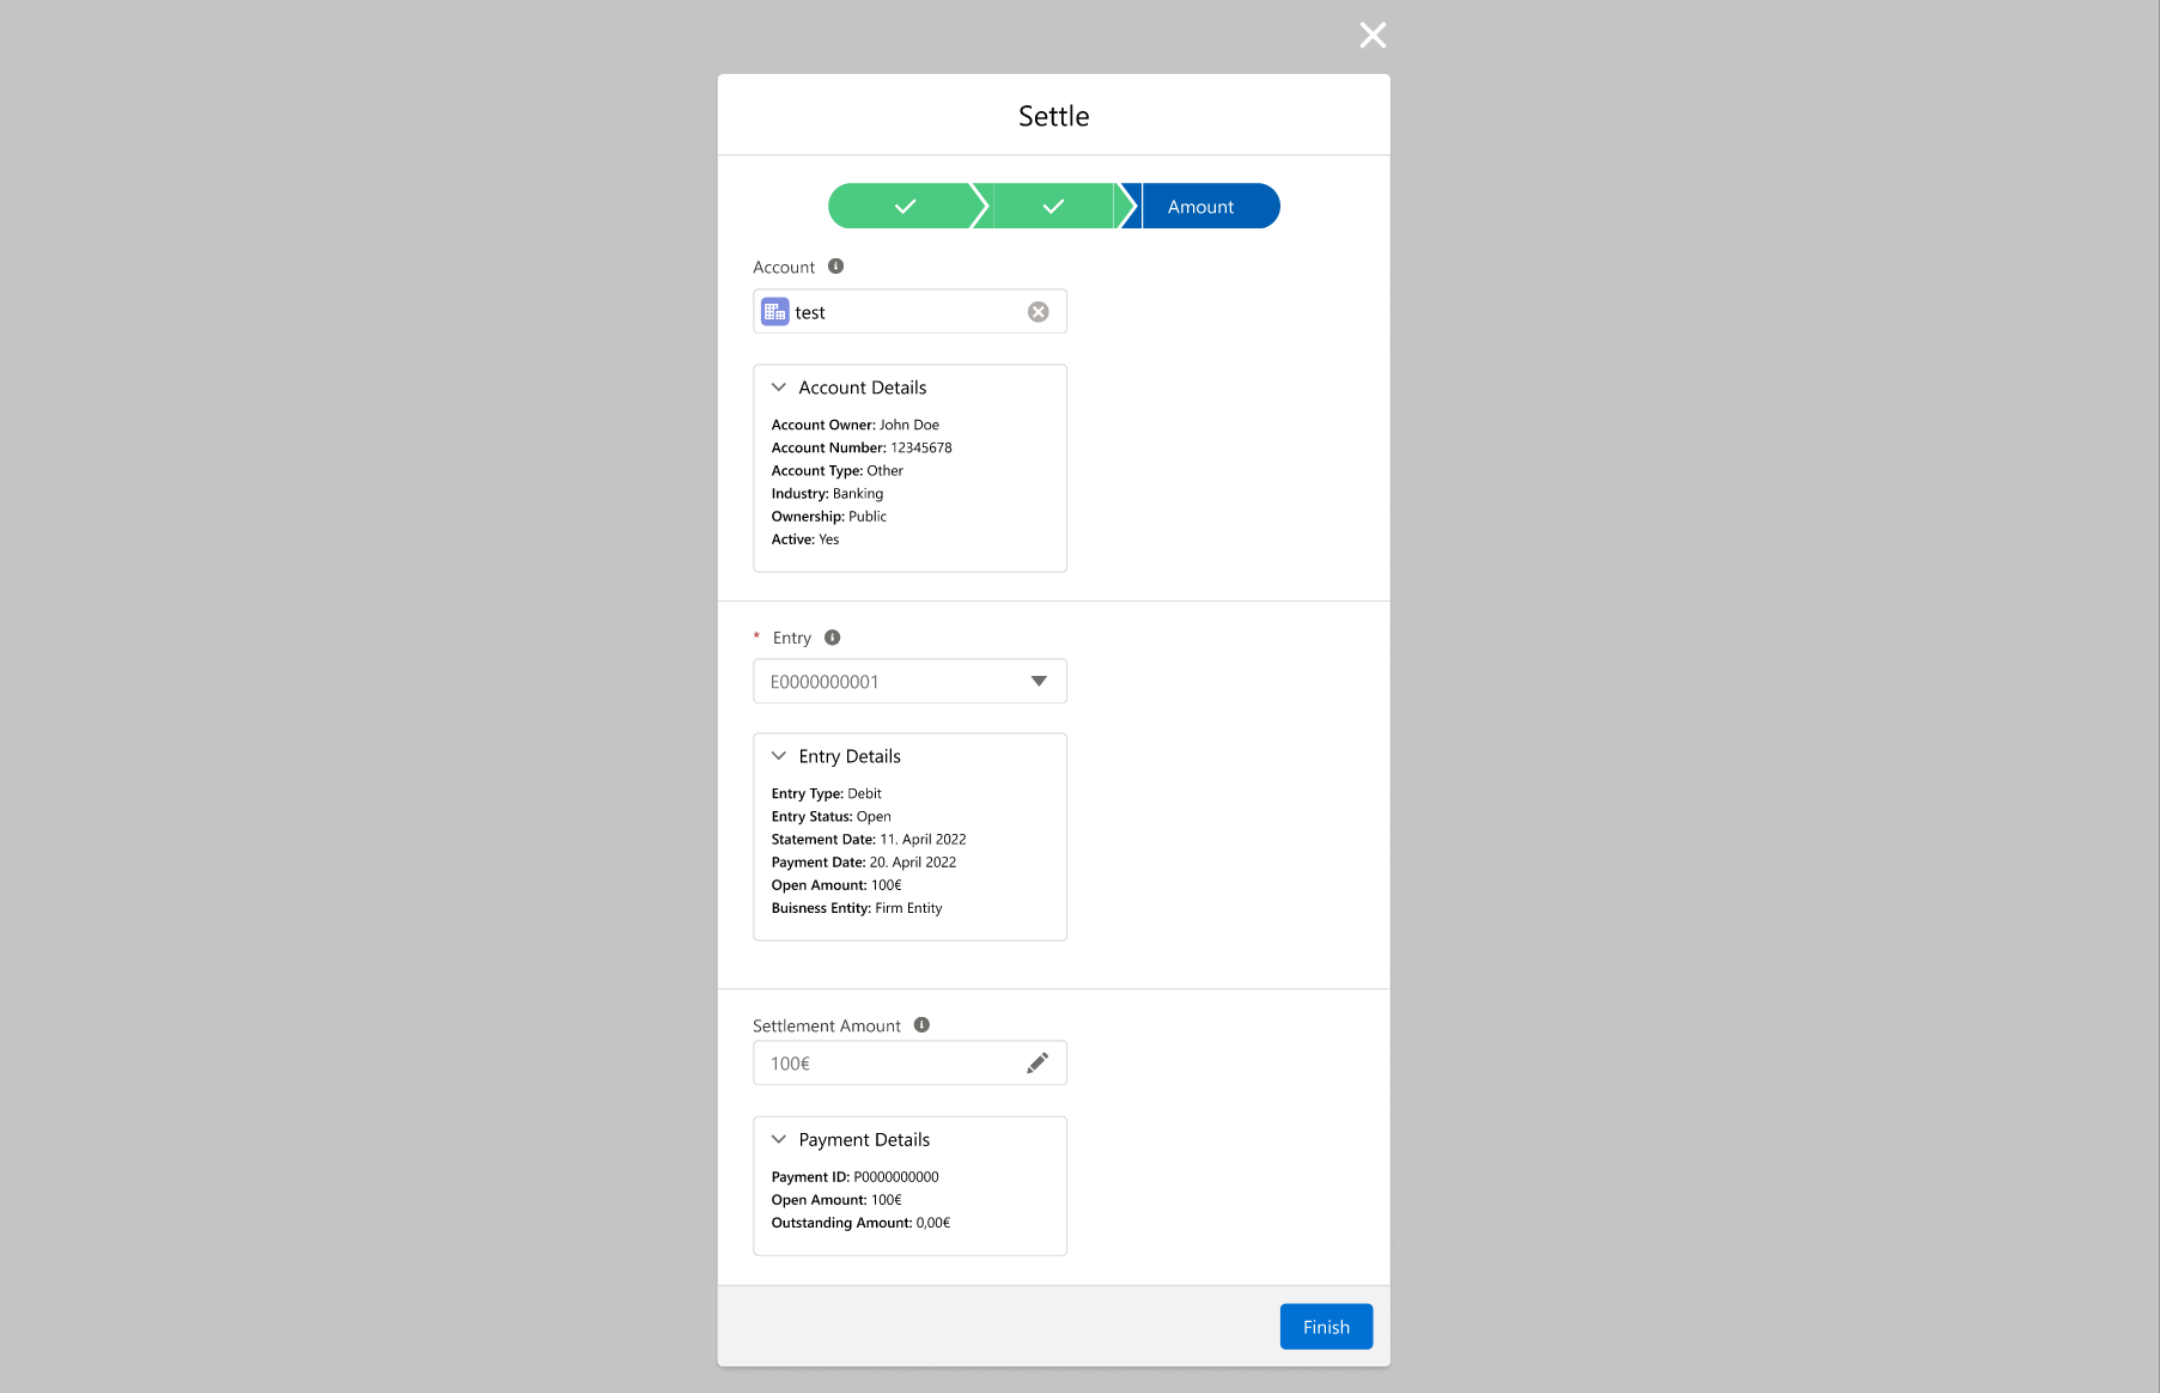 Settle
Amount
Account
test
Account Details
Account Owner: John Doe
Account Number: 12345678
Account Type: Other
Industry: Banking
Ownership: Public
Active: Yes
* Entry
E0000000001
Entry Details
Entry Type: Debit
Entry Status: Open
Statement Date: 11. April 2022
Payment Date: 20. April 2022
Open Amount: 100€
Buisness Entity: Firm Entity
Settlement Amount
100€
Payment Details
Payment ID: P0000000000
Open Amount: 100€
Outstanding Amount: 0,00€
Finish